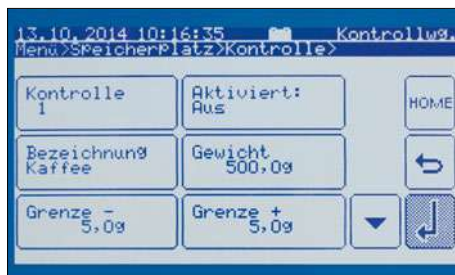 13.10.2014 10:16:35 Kontrollwg.
Menü>Speicherplatz>Kontrolle>
Kontrolle
1
Aktiviert:
Aus
HOME
Bezeichnung
Kaffee
Gewicht
500,0g
Grenze -
5,0g
Grenze +
5,0g